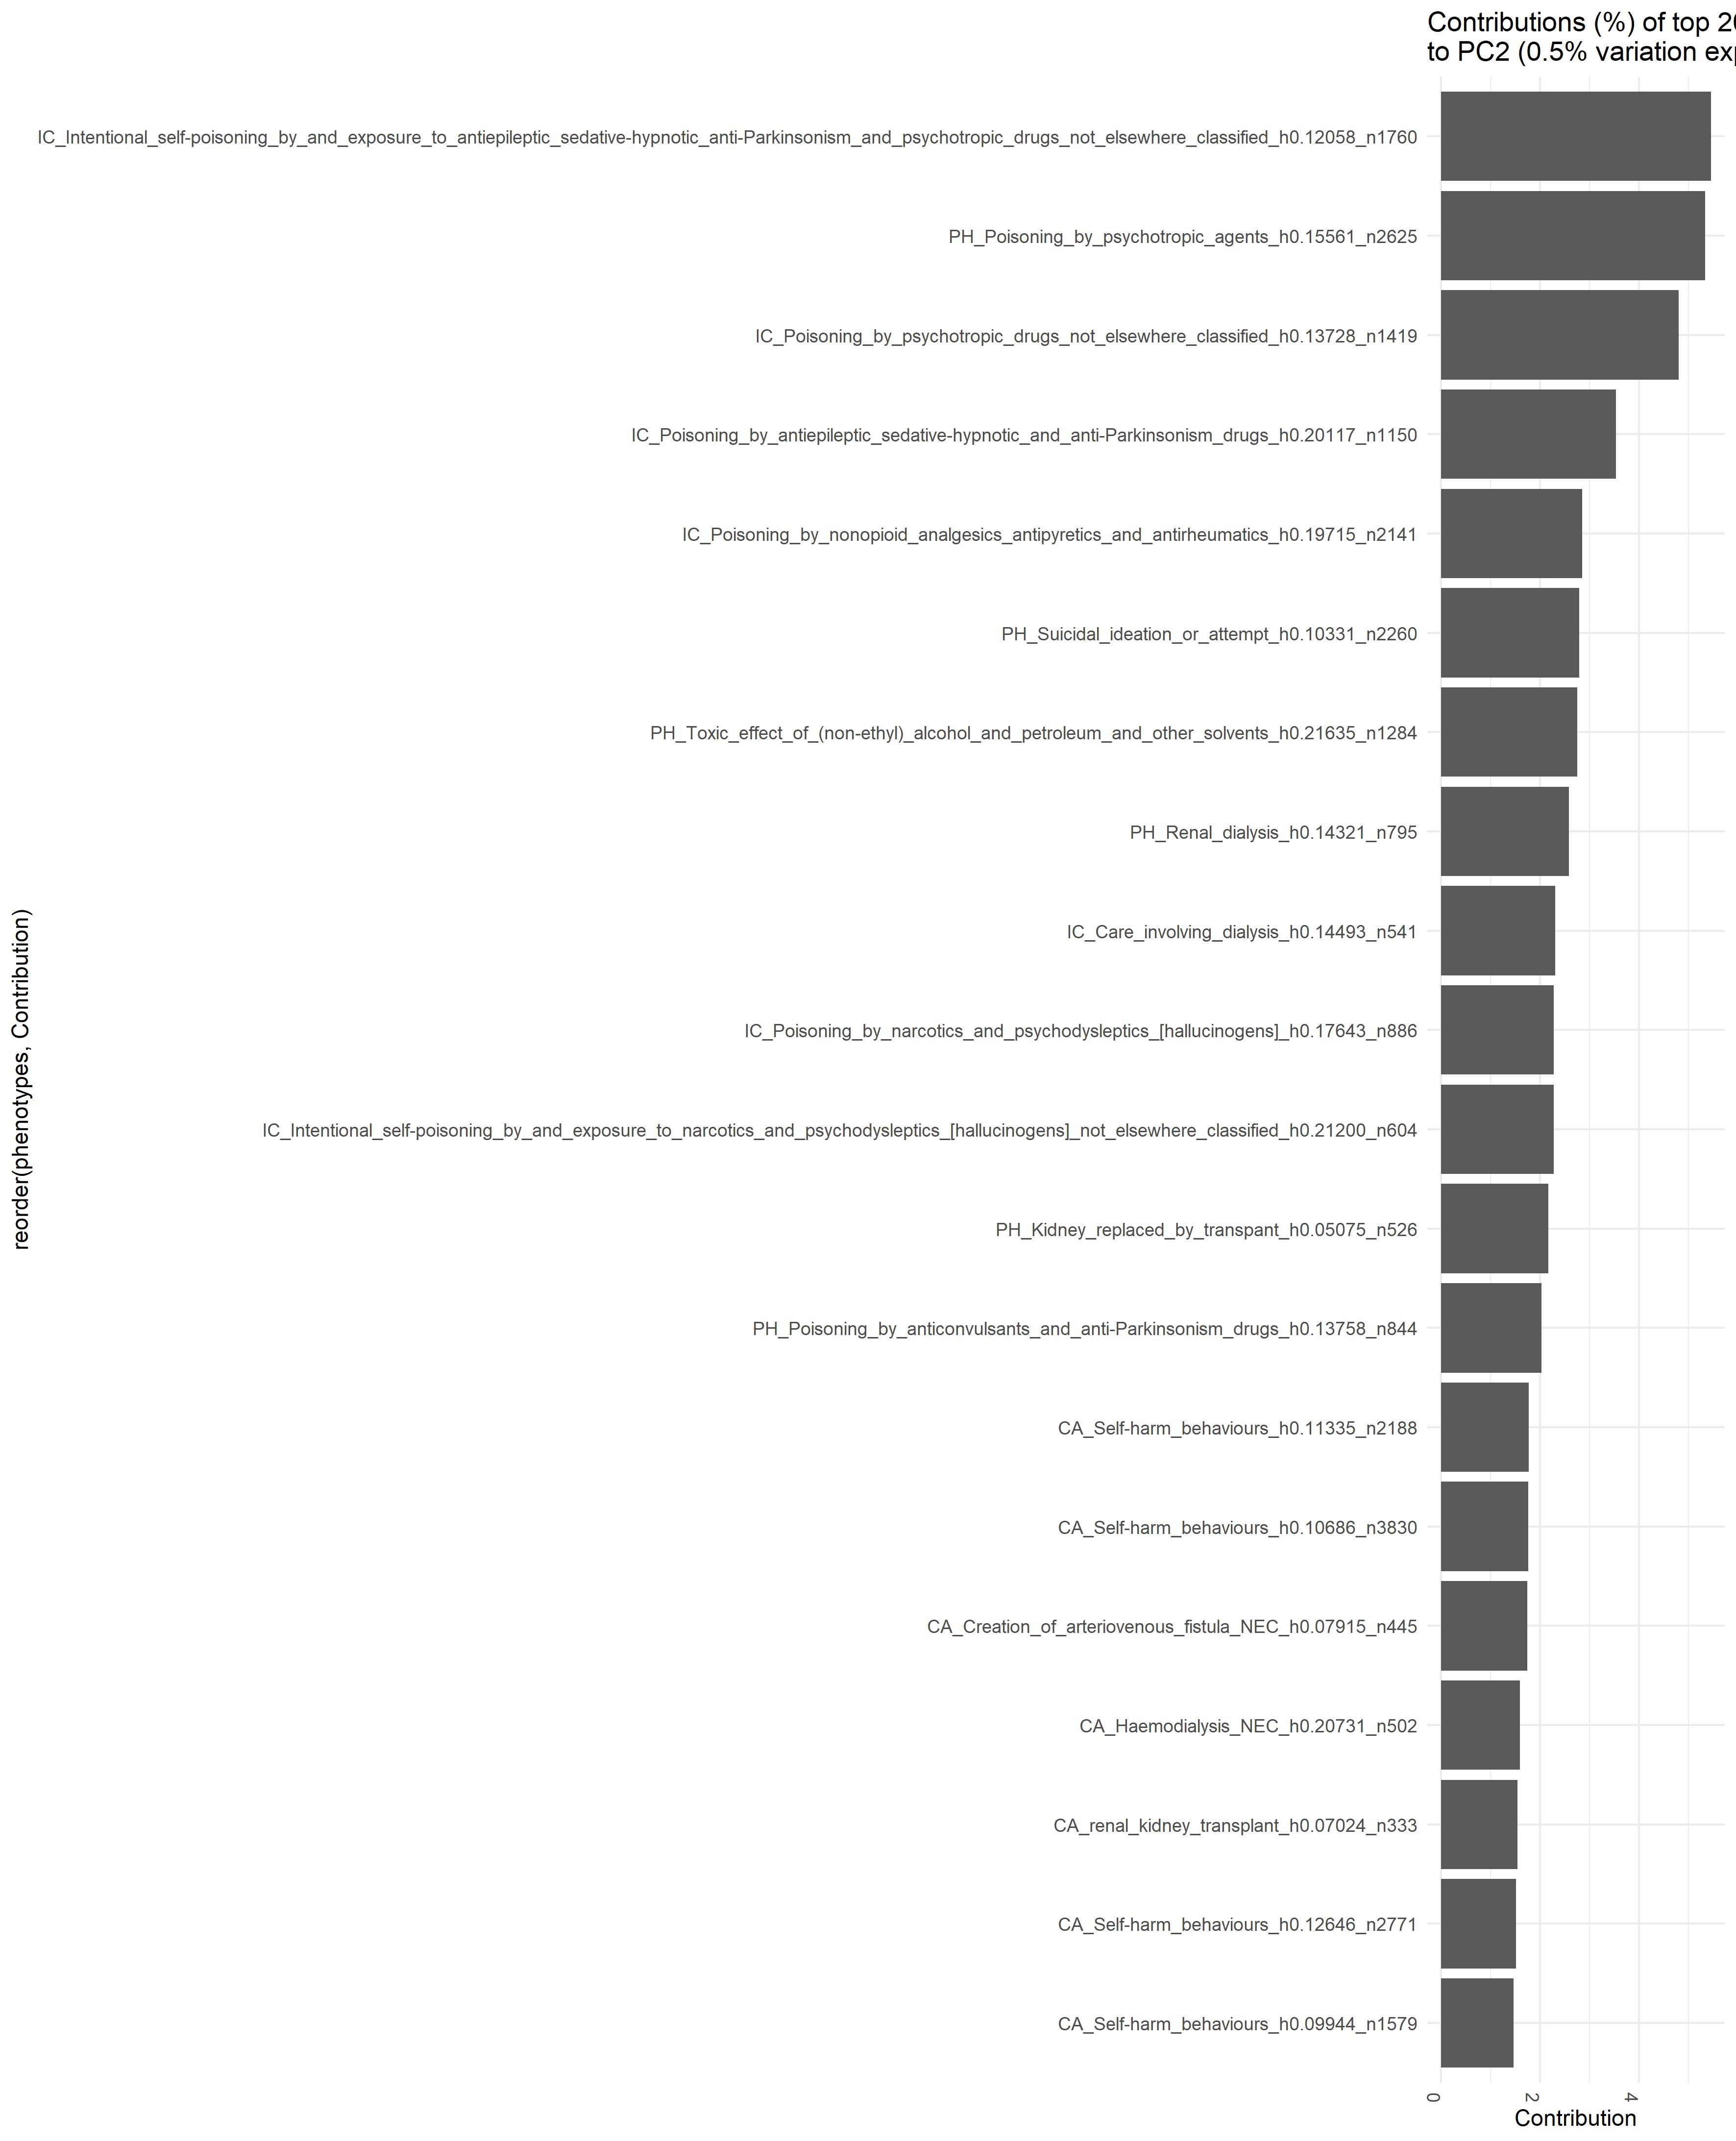 Contributions (%) of top 20
to PC2 (0.5% variation exp
IC_Intentional_self-poisoning_by_and_exposure_to_antiepileptic_sedative-hypnotic_anti-Parkinsonism_and_psychotropic_drugs_not_elsewhere_classified_h0.12058_n1760
PH_Poisoning_by_psychotropic_agents_h0.15561_n2625
IC_Poisoning_by_psychotropic_drugs_not_elsewhere_classified_h0.13728_n1419
IC_Poisoning_by_antiepileptic_sedative-hypnotic_and_anti-Parkinsonism_drugs_h0.20117_n1150
IC_Poisoning_by_nonopioid_analgesics_antipyretics_and_antirheumatics_h0.19715_n2141
PH_Suicidal_ideation_or_attempt_h0.10331_n2260
PH_Toxic_effect_of_(non-ethyl)_alcohol_and_petroleum_and_other_solvents_h0.21635_n1284
PH_Renal_dialysis_h0.14321_n795
IC_Care_involving_dialysis_h0.14493_n541
IC_Poisoning_by_narcotics_and_psychodysleptics_[hallucinogens]_h0.17643_n886
IC_Intentional_self-poisoning_by_and_exposure_to_narcotics_and_psychodysleptics_[hallucinogens]_not_elsewhere_classified_h0.21200_n604
PH_Kidney_replaced_by_transpant_h0.05075_n526
PH_Poisoning_by_anticonvulsants_and_anti-Parkinsonism_drugs_h0.13758_n844
CA_Self-harm_behaviours_h0.11335_n2188
CA_Self-harm_behaviours_h0.10686_n3830
CA_Creation_of_arteriovenous_fistula_NEC_h0.07915_n445
CA_Haemodialysis_NEC_h0.20731_n502
CA_renal_kidney_transplant_h0.07024_n333
CA_Self-harm_behaviours_h0.12646_n2771
CA_Self-harm_behaviours_h0.09944_n1579
reorder(phenotypes, Contribution)
0 2 4
Contribution